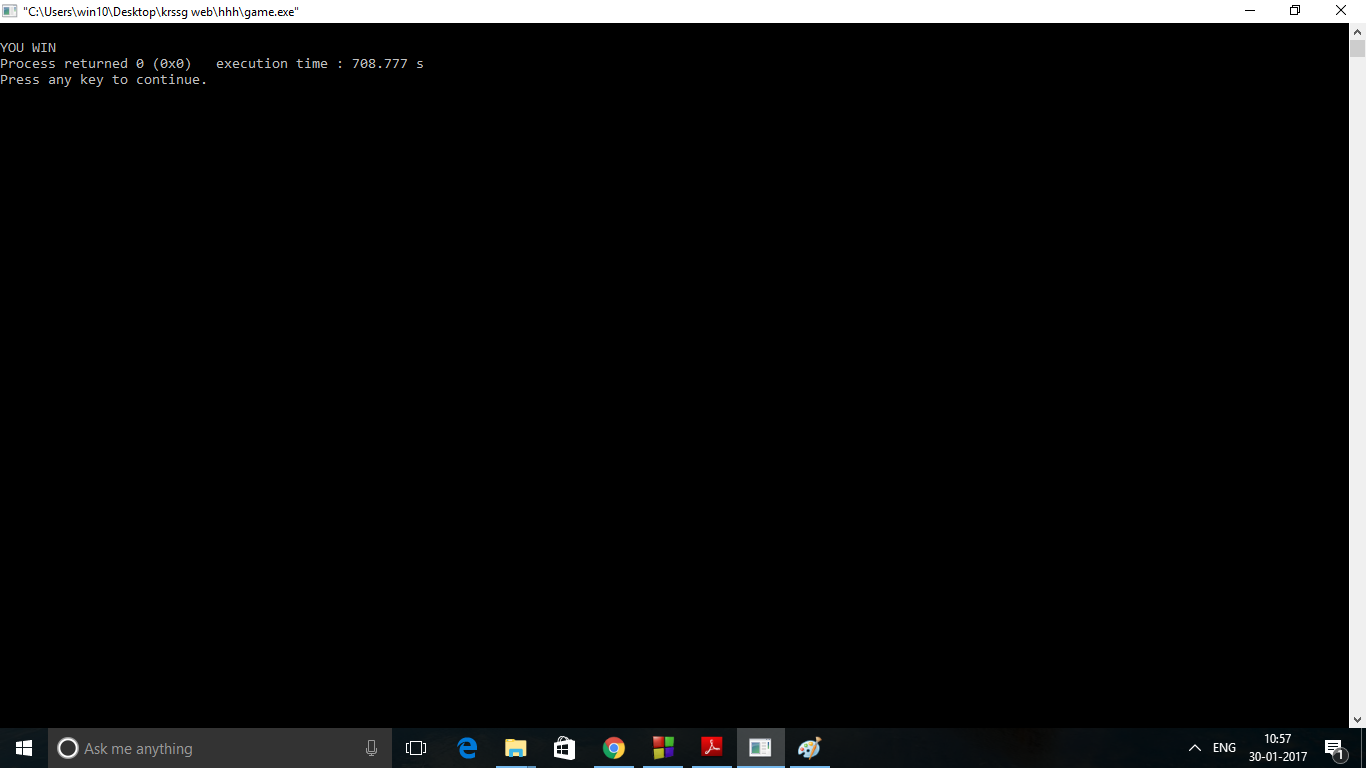 "C:\Users\win10\Desktop\krssg web\hhh\game.exe"
YOU WIN
Process returned 0 (0x0)   execution time : 708.777 s
Press any key to continue.
Ask me anything
ENG
10:57
30-01-2017
1